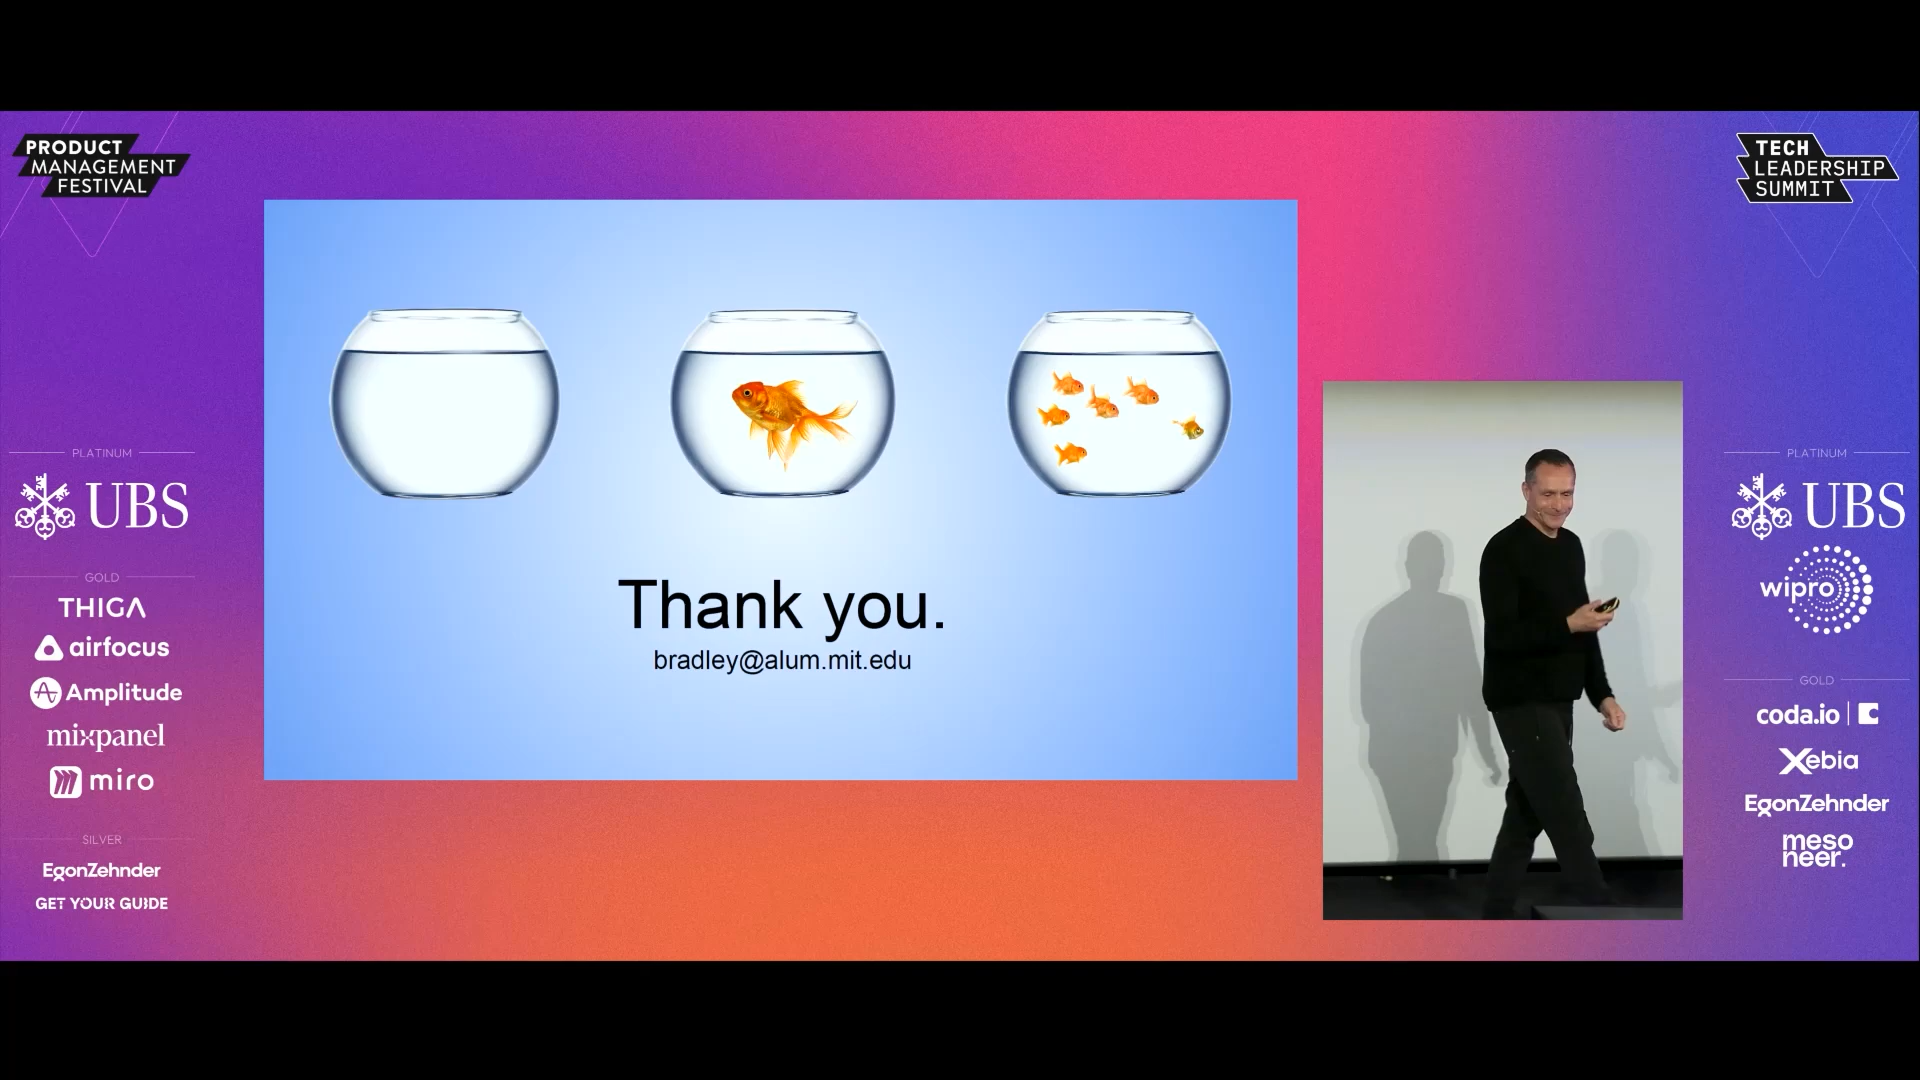 PRODUCT
MANAGEMENT
FESTIVAL
TECH
LEADERSHIP
SUMMIT
Thank you.
bradley@alum.mit.edu
PLATINUM
UBS
GOLD
THIGA
airfocus
Amplitude
mixpanel
miro
SILVER
EgonZehnder
GET YOUR GUIDE
PLATINUM
UBS
wipro
GOLD
coda.io
Xebia
EgonZehnder
meso
neer.